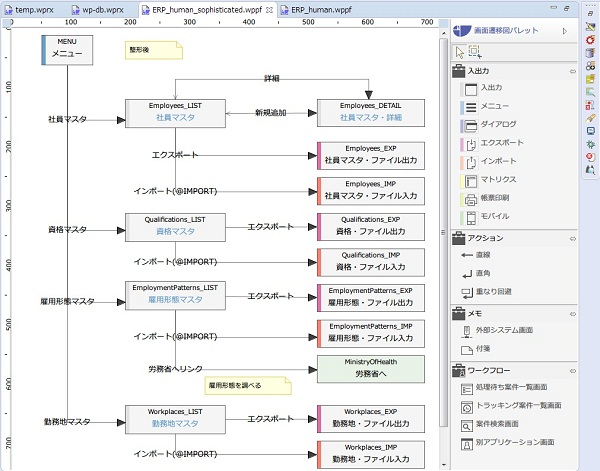 temp.wprx
wp-db.wprx
ERP_human_sophisticated.wppf
ERP_human.wppf
0 100 200 300 400 500 600 700
0
100
200
300
400
500
600
700
MENU
メニュー
整形後
詳細
社員マスタ
Employees_LIST
社員マスタ
新規追加
Employees_DETAIL
社員マスタ・詳細
エクスポート
Employees_EXP
社員マスタ・ファイル出力
インポート(@IMPORT)
Employees_IMP
社員マスタ・ファイル入力
資格マスタ
Qualifications_LIST
資格マスタ
エクスポート
Qualifications_EXP
資格・ファイル出力
インポート(@IMPORT)
Qualifications_IMP
資格・ファイル入力
雇用形態マスタ
EmploymentPatterns_LIST
雇用形態マスタ
エクスポート
EmploymentPatterns_EXP
雇用形態・ファイル出力
インポート(@IMPORT)
EmploymentPatterns_IMP
雇用形態・ファイル入力
労務省へリンク
MinistryOfHealth
労務省へ
雇用形態を調べる
勤務地マスタ
Workplaces_LIST
勤務地マスタ
エクスポート
Workplaces_EXP
勤務地・ファイル出力
インポート(@IMPORT)
Workplaces_IMP
勤務地・ファイル入力
画面遷移図パレット
入出力
入出力
メニュー
ダイアログ
エクスポート
インポート
マトリクス
帳票印刷
モバイル
アクション
直線
直角
重なり回避
メモ
外部システム画面
付箋
ワークフロー
処理待ち案件一覧画面
トラッキング案件一覧画面
案件検索画面
別アプリケーション画面